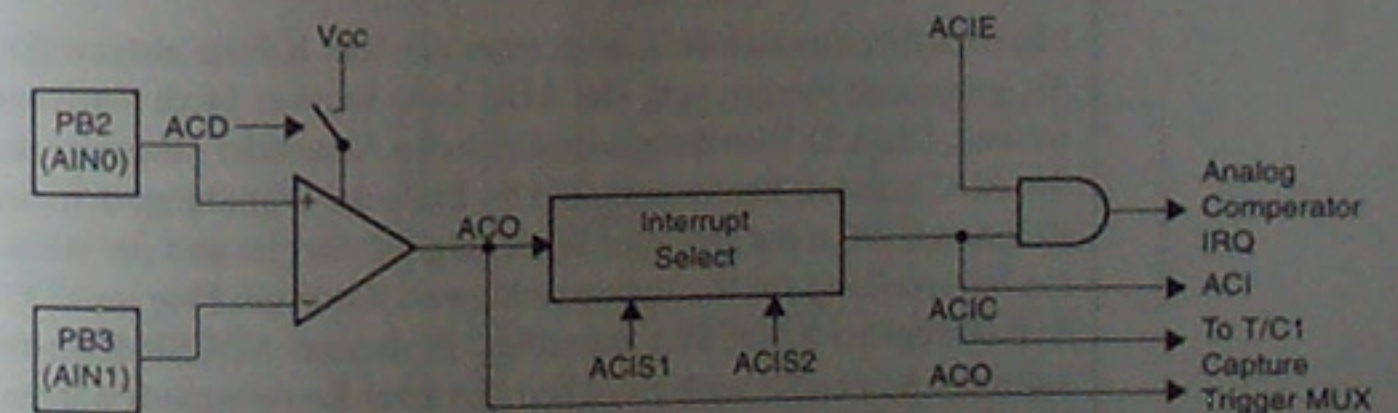 Vcc
ACIE
PB2
(AIN0)
ACD
+
Analog
Comperator
IRQ
ACO
Interrupt
Select
−
ACI
ACIC
PB3
(AIN1)
ACIS1
ACIS2
To T/C1
Capture
Trigger MUX
ACO